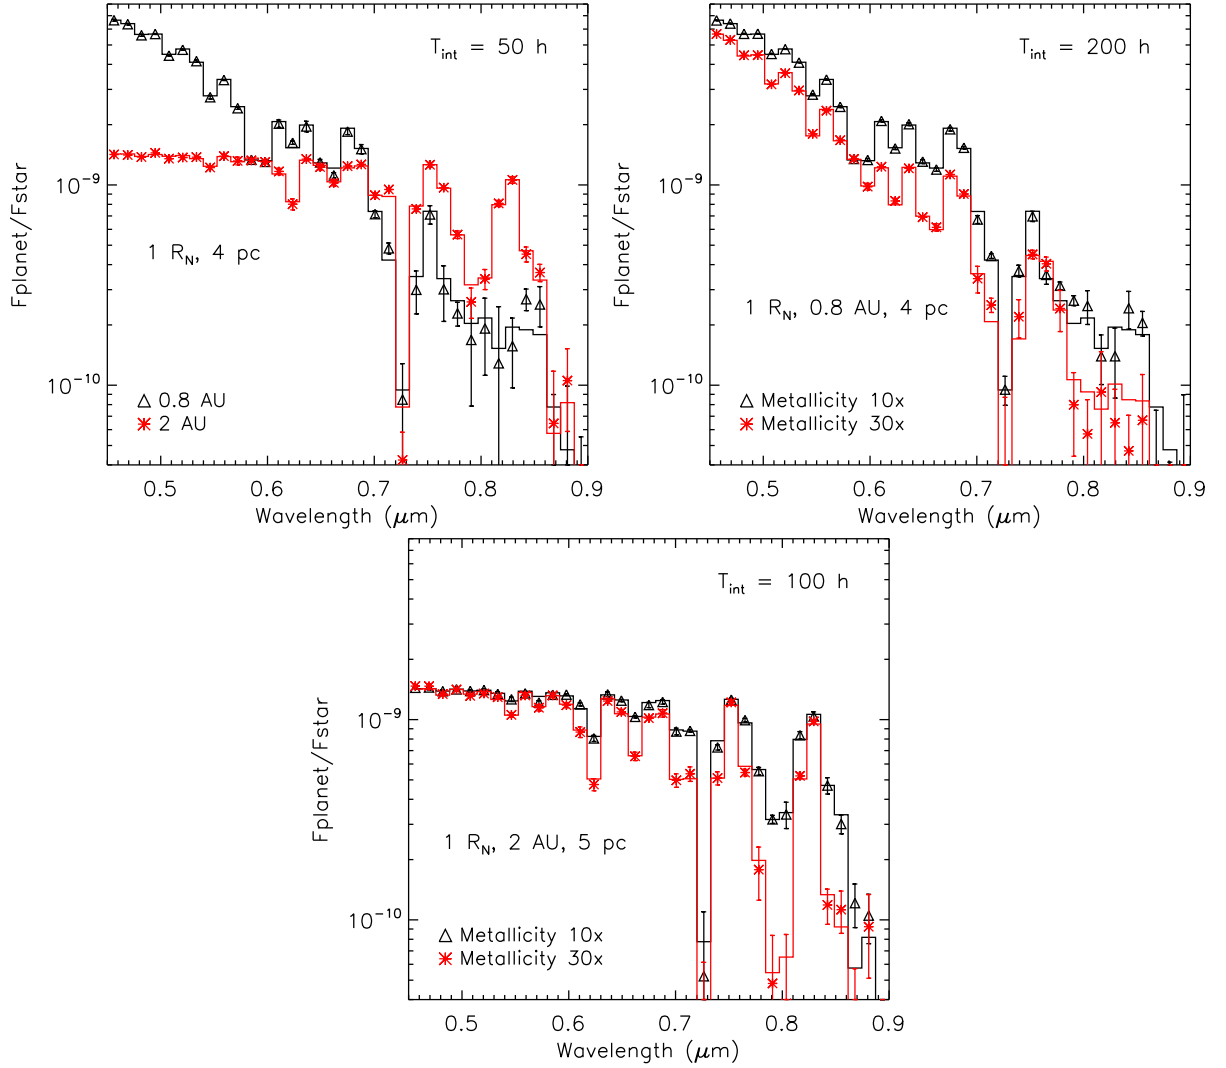 T_int = 50 h
Fplanet/Fstar
10^-9
10^-10
1 R_N, 4 pc
△ 0.8 AU
✳ 2 AU
0.5 0.6 0.7 0.8 0.9
Wavelength (μm)
T_int = 200 h
Fplanet/Fstar
10^-9
10^-10
1 R_N, 0.8 AU, 4 pc
△ Metallicity 10x
✳ Metallicity 30x
0.5 0.6 0.7 0.8 0.9
Wavelength (μm)
T_int = 100 h
Fplanet/Fstar
10^-9
10^-10
1 R_N, 2 AU, 5 pc
△ Metallicity 10x
✳ Metallicity 30x
0.5 0.6 0.7 0.8 0.9
Wavelength (μm)